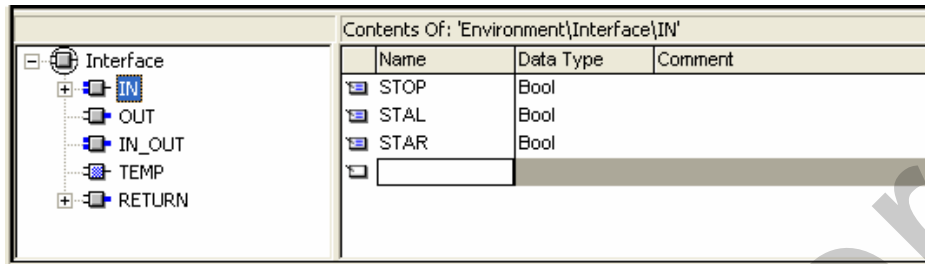 Contents Of: 'Environment\Interface\IN'
Interface
IN
OUT
IN_OUT
TEMP
RETURN
Name Data Type Comment
STOP Bool
STAL Bool
STAR Bool